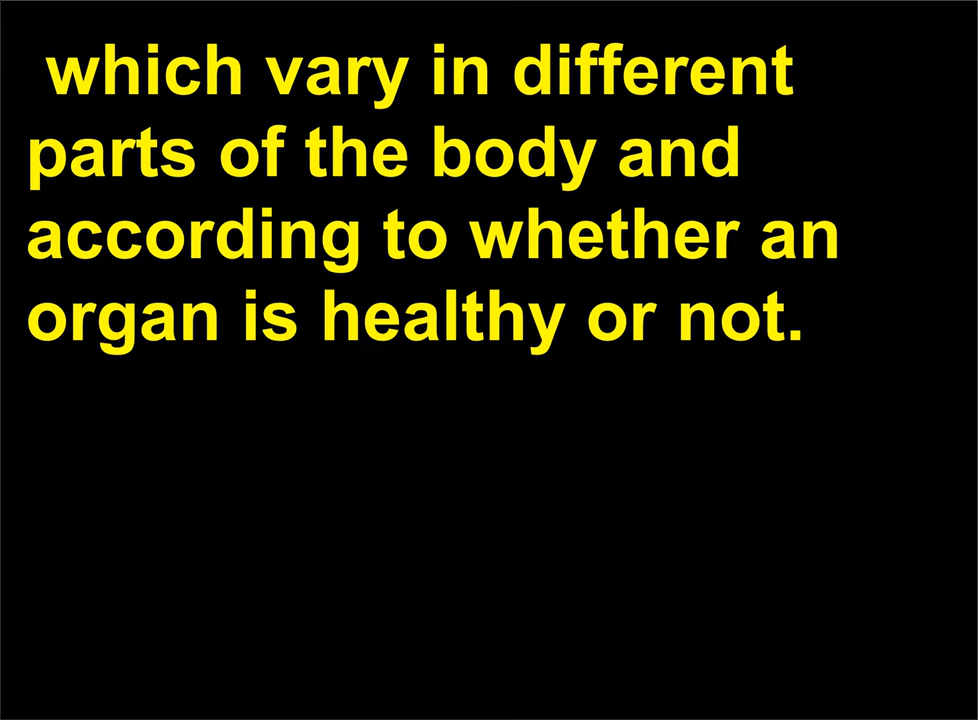 which vary in different
parts of the body and
according to whether an
organ is healthy or not.